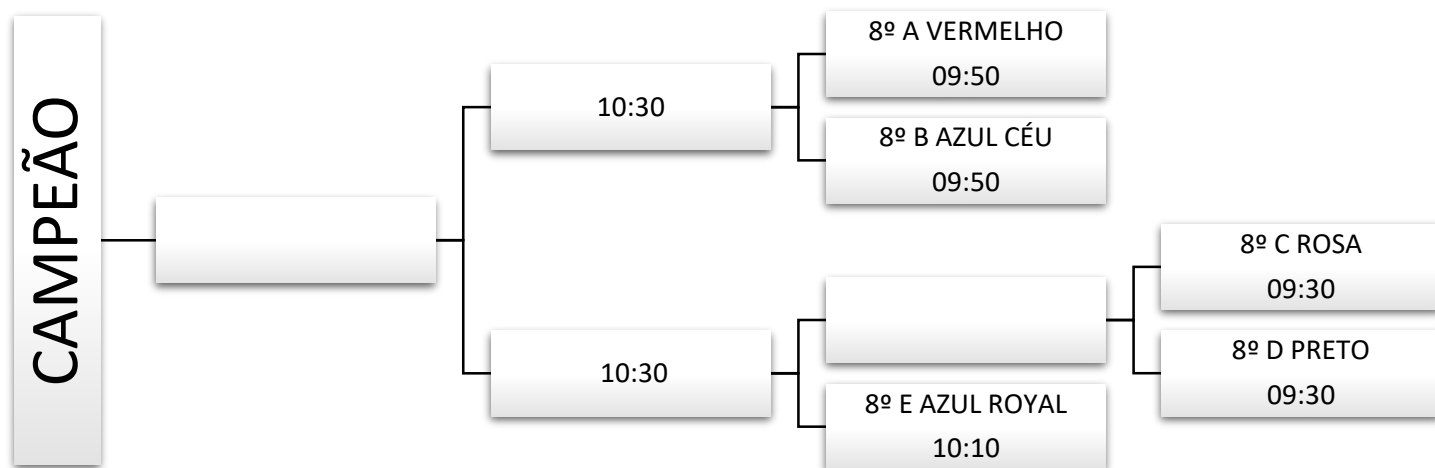 CAMPEÃO
10:30
8º A VERMELHO
09:50
8º B AZUL CÉU
09:50
10:30
8º C ROSA
09:30
8º D PRETO
09:30
8º E AZUL ROYAL
10:10